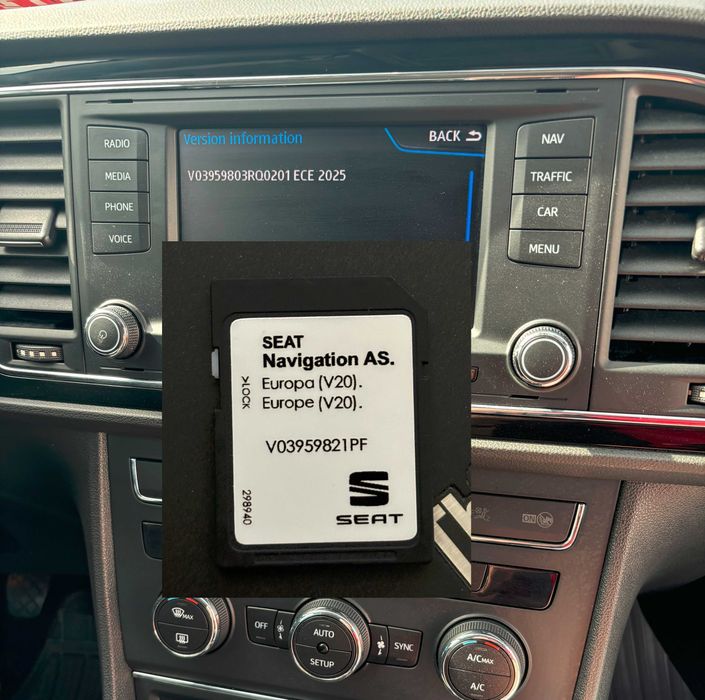 Version information
BACK
V03959803RQ0201 ECE 2025
RADIO
MEDIA
PHONE
VOICE
NAV
TRAFFIC
CAR
MENU
SEAT
Navigation AS.
Europa (V20).
Europe (V20).
V03959821PF
SEAT
>LOCK
298940
MAX
OFF
AUTO
SETUP
SYNC
A/C MAX
A/C
ON